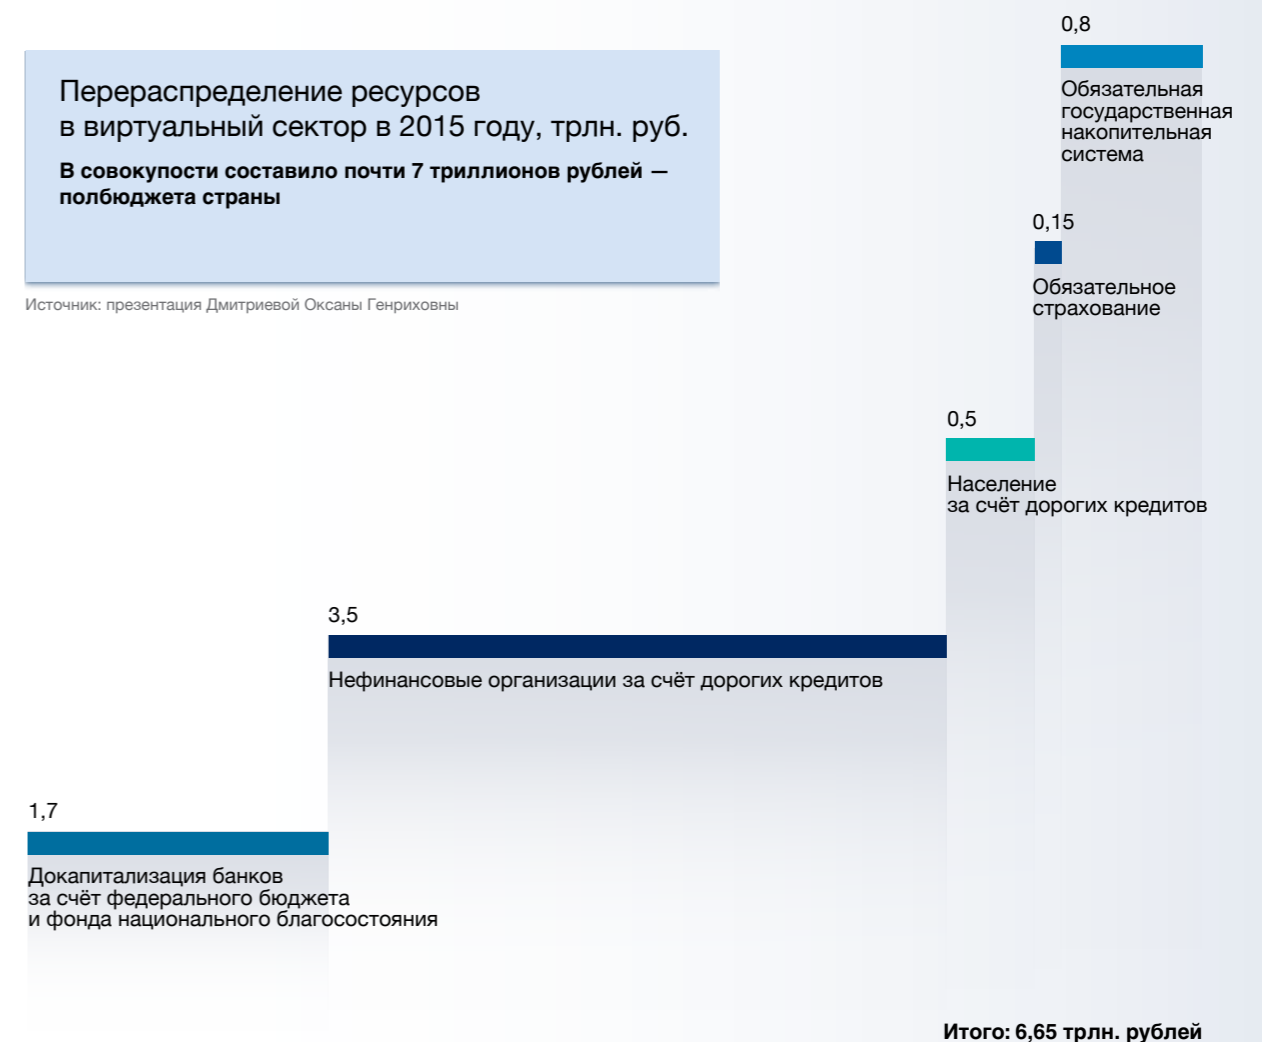 Перераспределение ресурсов
в виртуальный сектор в 2015 году, трлн. руб.
В совокупости составило почти 7 триллионов рублей —
полбюджета страны
Источник: презентация Дмитриевой Оксаны Генриховны
0,8
Обязательная
государственная
накопительная
система
0,15
Обязательное
страхование
0,5
Население
за счёт дорогих кредитов
3,5
Нефинансовые организации за счёт дорогих кредитов
1,7
Докапитализация банков
за счёт федерального бюджета
и фонда национального благосостояния
Итого: 6,65 трлн. рублей